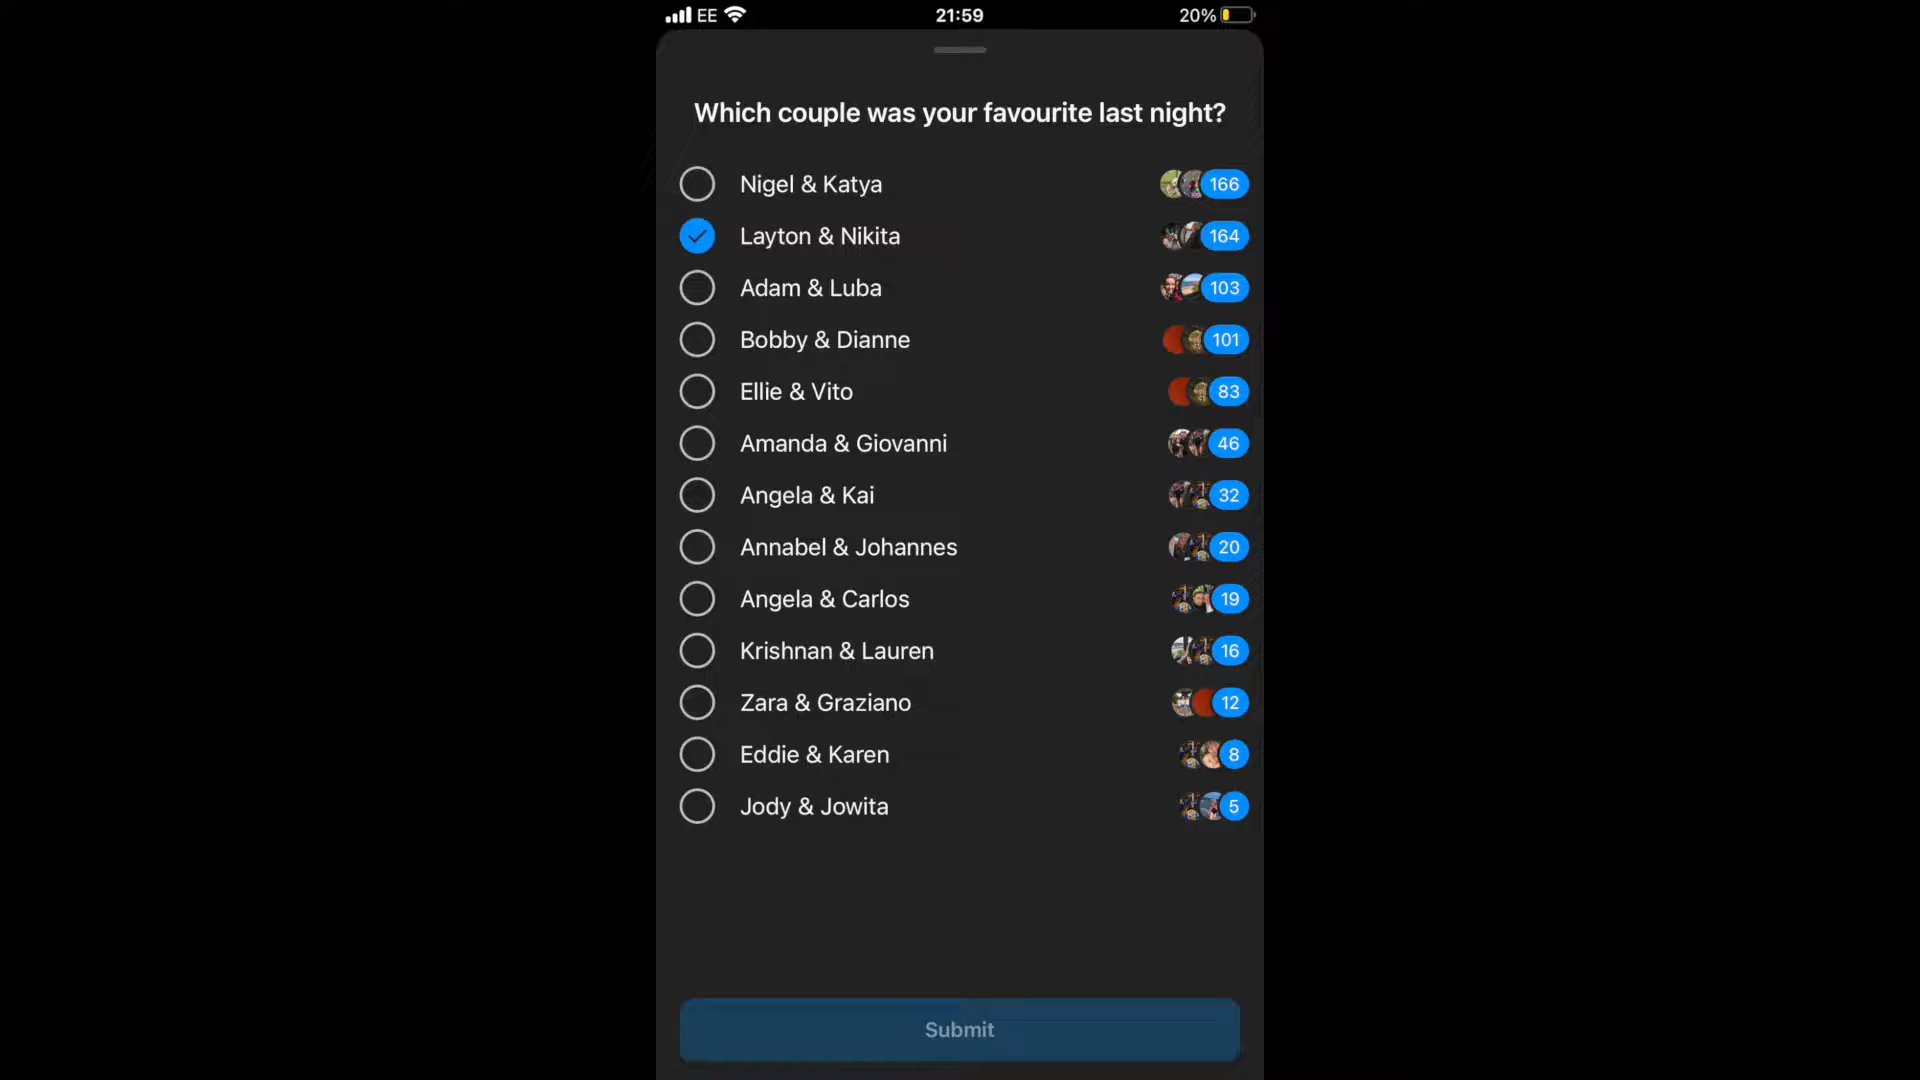 EE 21:59 20%
Which couple was your favourite last night?
Nigel & Katya 166
Layton & Nikita 164
Adam & Luba 103
Bobby & Dianne 101
Ellie & Vito 83
Amanda & Giovanni 46
Angela & Kai 32
Annabel & Johannes 20
Angela & Carlos 19
Krishnan & Lauren 16
Zara & Graziano 12
Eddie & Karen 8
Jody & Jowita 5
Submit